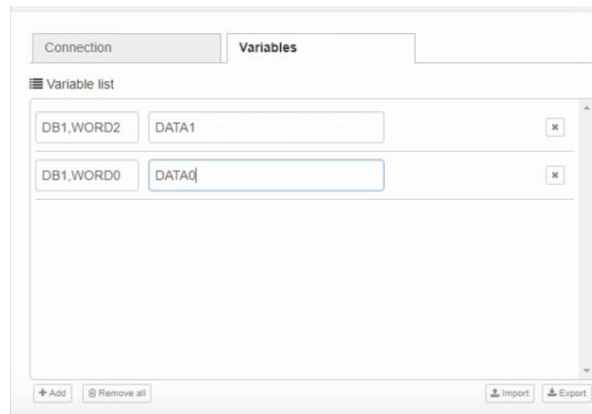 Connection Variables
Variable list
DB1,WORD2 DATA1
DB1,WORD0 DATA0
Add Remove all Import Export